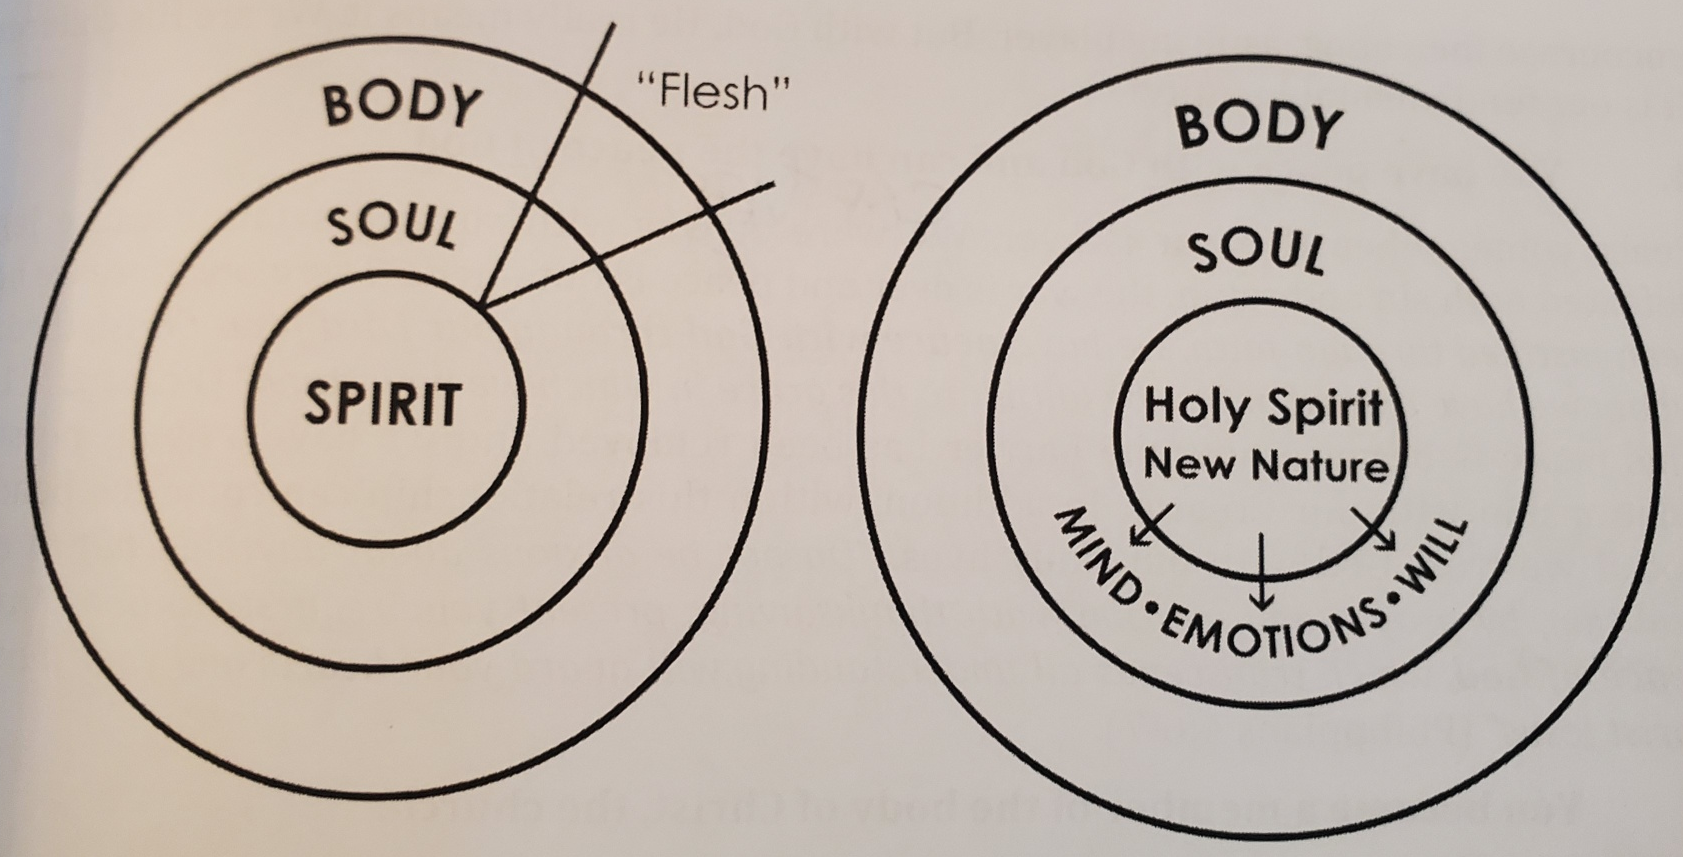 BODY
"Flesh"
SOUL
SPIRIT
BODY
SOUL
Holy Spirit
New Nature
MIND • EMOTIONS • WILL